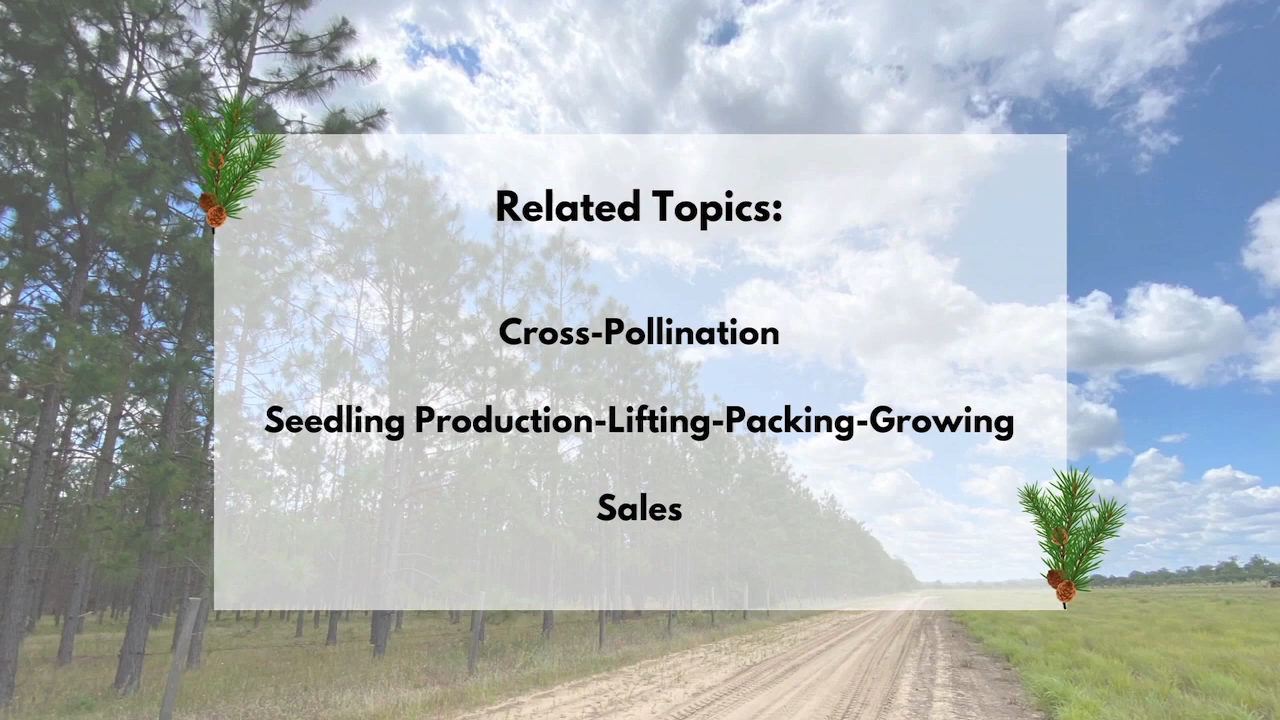 Related Topics:
Cross-Pollination
Seedling Production-Lifting-Packing-Growing
Sales